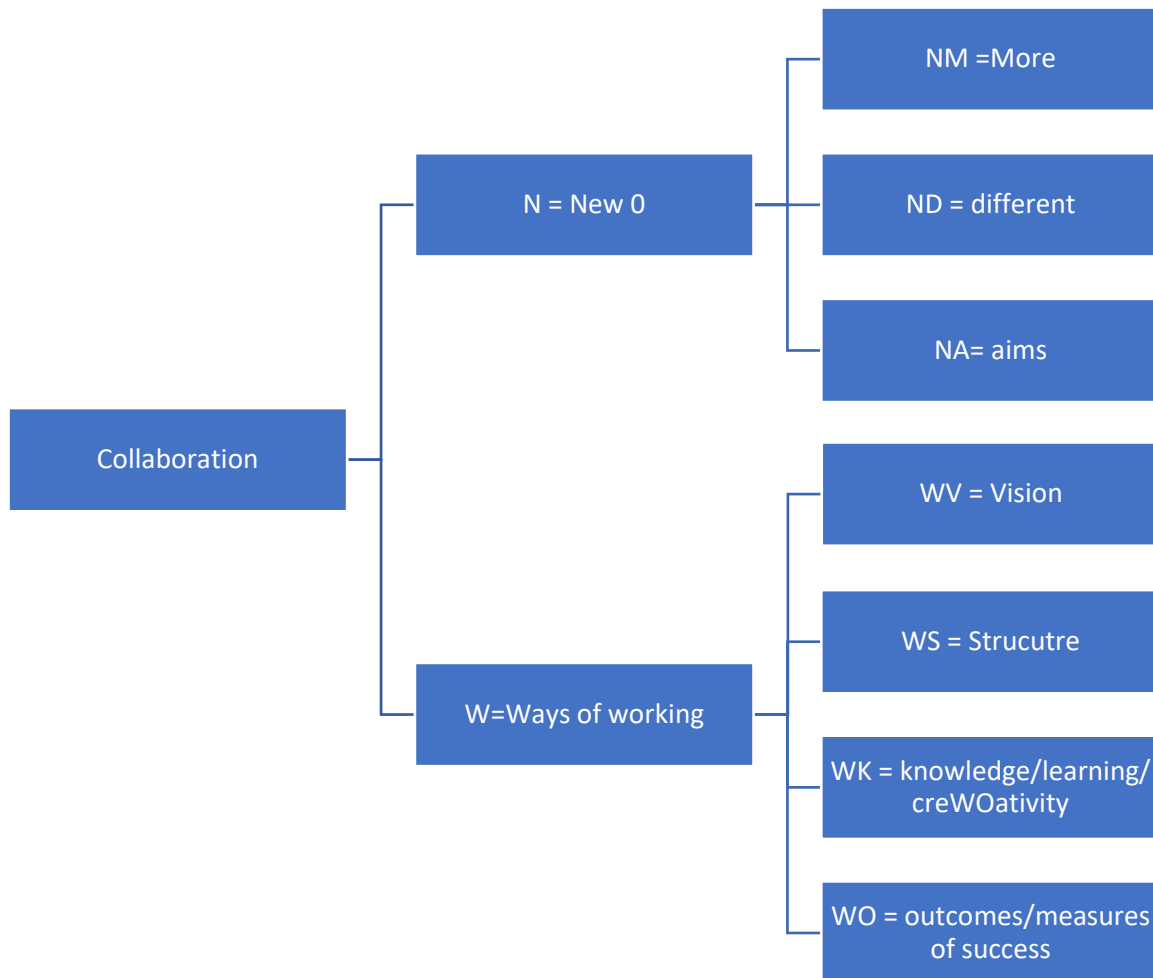 Collaboration
N = New 0
NM =More
ND = different
NA= aims
W=Ways of working
WV = Vision
WS = Strucutre
WK = knowledge/learning/
creWOativity
WO = outcomes/measures
of success